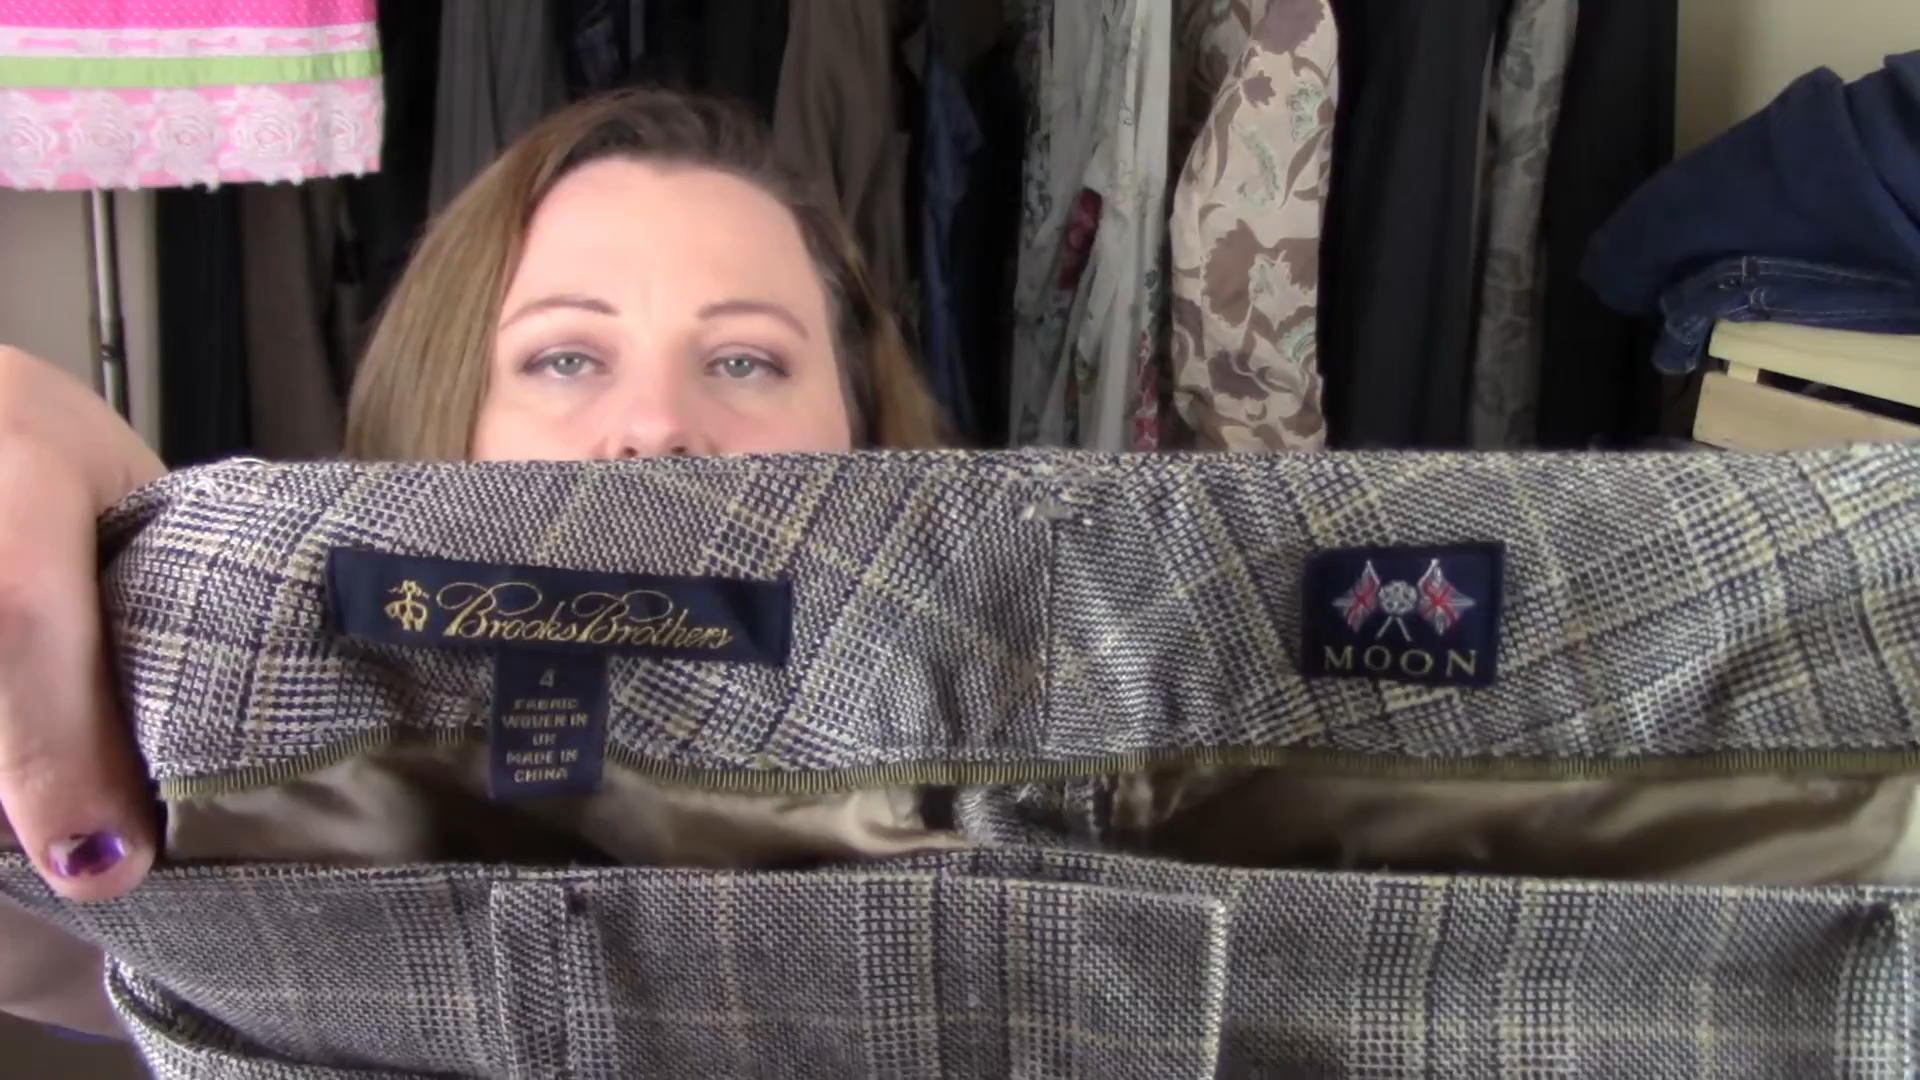 Brooks Brothers
4
FABRIC
WOVEN IN
UK
MADE IN
CHINA
MOON